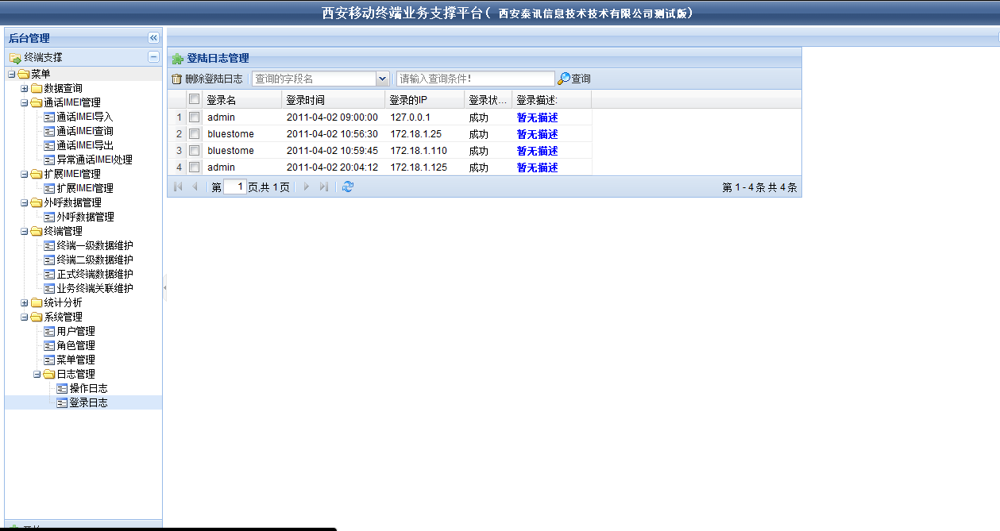 西安移动终端业务支撑平台( 西安泰讯信息技术技术有限公司测试版)
后台管理
终端支撑
菜单
数据查询
通话IMEI管理
通话IMEI导入
通话IMEI查询
通话IMEI导出
异常通话IMEI处理
扩展IMEI管理
扩展IMEI管理
外呼数据管理
外呼数据管理
终端管理
终端一级数据维护
终端二级数据维护
正式终端数据维护
业务终端关联维护
统计分析
系统管理
用户管理
角色管理
菜单管理
日志管理
操作日志
登录日志
登陆日志管理
删除登陆日志 查询的字段名 请输入查询条件! 查询
登录名 登录时间 登录的IP 登录状... 登录描述:
1 admin 2011-04-02 09:00:00 127.0.0.1 成功 暂无描述
2 bluestome 2011-04-02 10:56:30 172.18.1.25 成功 暂无描述
3 bluestome 2011-04-02 10:59:45 172.18.1.110 成功 暂无描述
4 admin 2011-04-02 20:04:12 172.18.1.125 成功 暂无描述
第 1 页,共 1 页 第 1 - 4 条 共 4 条